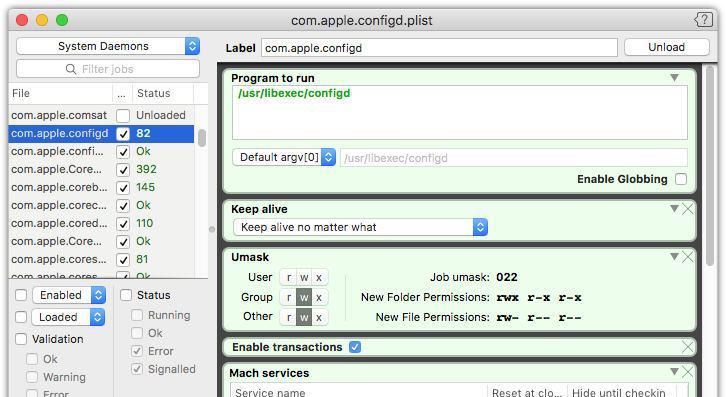 com.apple.configd.plist
System Daemons
Filter jobs
File ... Status
com.apple.comsat Unloaded
com.apple.configd 82
com.apple.confi... Ok
com.apple.Core... 392
com.apple.coreb... 145
com.apple.corec... Ok
com.apple.cored... 110
com.apple.Core... Ok
com.apple.cores... 81
com.apple.cores... Ok
Enabled
Loaded
Validation
Ok
Warning
Error
Status
Running
Ok
Error
Signalled
Label com.apple.configd Unload
Program to run
/usr/libexec/configd
Default argv[0] /usr/libexec/configd
Enable Globbing
Keep alive
Keep alive no matter what
Umask
User r w x Job umask: 022
Group r w x New Folder Permissions: rwx r-x r-x
Other r w x New File Permissions: rw- r-- r--
Enable transactions
Mach services
Service name Reset at clo... Hide until checkin